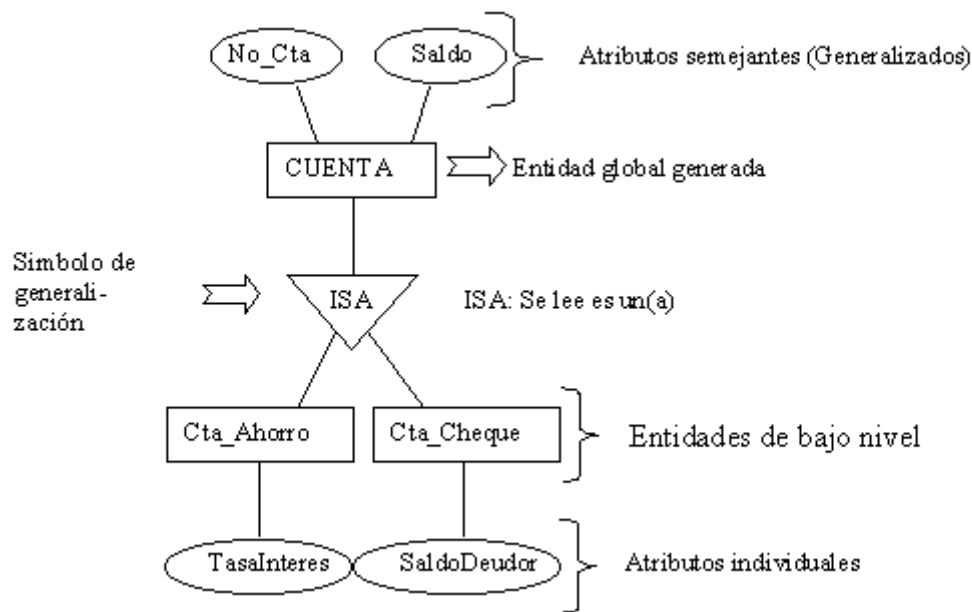 No_Cta
Saldo
Atributos semejantes (Generalizados)
CUENTA
Entidad global generada
Simbolo de
generali-
zación
ISA
ISA: Se lee es un(a)
Cta_Ahorro
Cta_Cheque
Entidades de bajo nivel
TasaInteres
SaldoDeudor
Atributos individuales